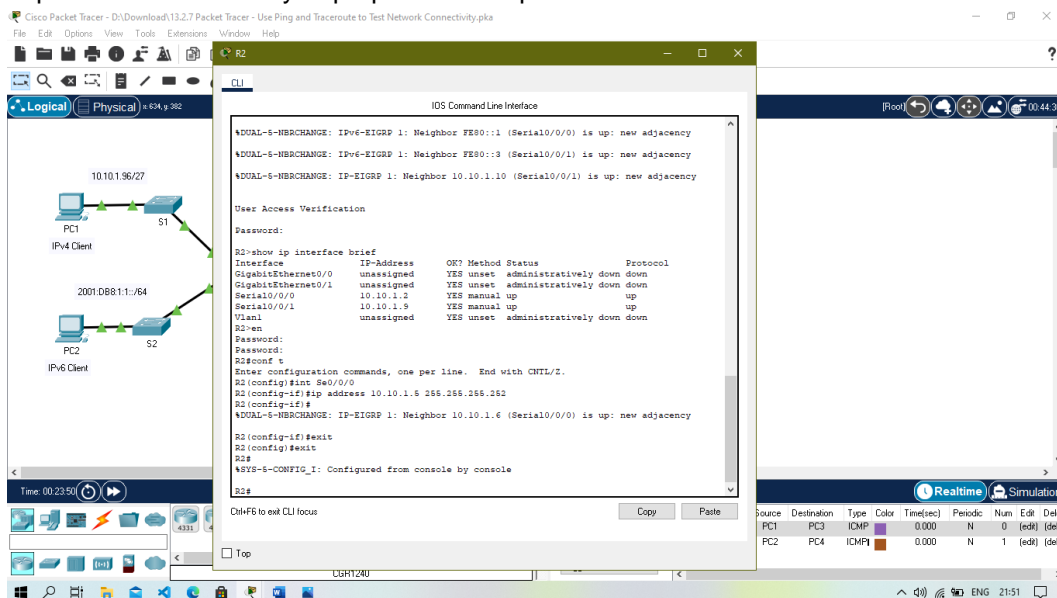 Cisco Packet Tracer - D:\Download\13.2.7 Packet Tracer - Use Ping and Traceroute to Test Network Connectivity.pka
File Edit Options View Tools Extensions Window Help
?
R2
CLI
Logical
Physical x: 634, y: 382
IOS Command Line Interface
[Root]
00:44:3
%DUAL-5-NBRCHANGE: IPv6-EIGRP 1: Neighbor FE80::1 (Serial0/0/0) is up: new adjacency
%DUAL-5-NBRCHANGE: IPv6-EIGRP 1: Neighbor FE80::3 (Serial0/0/1) is up: new adjacency
%DUAL-5-NBRCHANGE: IP-EIGRP 1: Neighbor 10.10.1.10 (Serial0/0/1) is up: new adjacency
User Access Verification
Password:
R2>show ip interface brief
Interface IP-Address OK? Method Status Protocol
GigabitEthernet0/0 unassigned YES unset administratively down down
GigabitEthernet0/1 unassigned YES unset administratively down down
Serial0/0/0 10.10.1.2 YES manual up up
Serial0/0/1 10.10.1.9 YES manual up up
Vlan1 unassigned YES unset administratively down down
R2>en
Password:
Password:
R2#conf t
Enter configuration commands, one per line. End with CNTL/Z.
R2(config)#int Se0/0/0
R2(config-if)#ip address 10.10.1.5 255.255.255.252
R2(config-if)#
%DUAL-5-NBRCHANGE: IP-EIGRP 1: Neighbor 10.10.1.6 (Serial0/0/0) is up: new adjacency
R2(config-if)#exit
R2(config)#exit
R2#
%SYS-5-CONFIG_I: Configured from console by console
R2#
Ctrl+F6 to exit CLI focus
Copy
Paste
Top
10.10.1.96/27
PC1
S1
IPv4 Client
2001:DB8:1:1::/64
PC2
S2
IPv6 Client
Time: 00:23:50
Realtime
Simulation
4331
CGR1240
Source Destination Type Color Time(sec) Periodic Num Edit Del
PC1 PC3 ICMP 0.000 N 0 (edit) (del
PC2 PC4 ICMP 0.000 N 1 (edit) (del
ENG 21:51